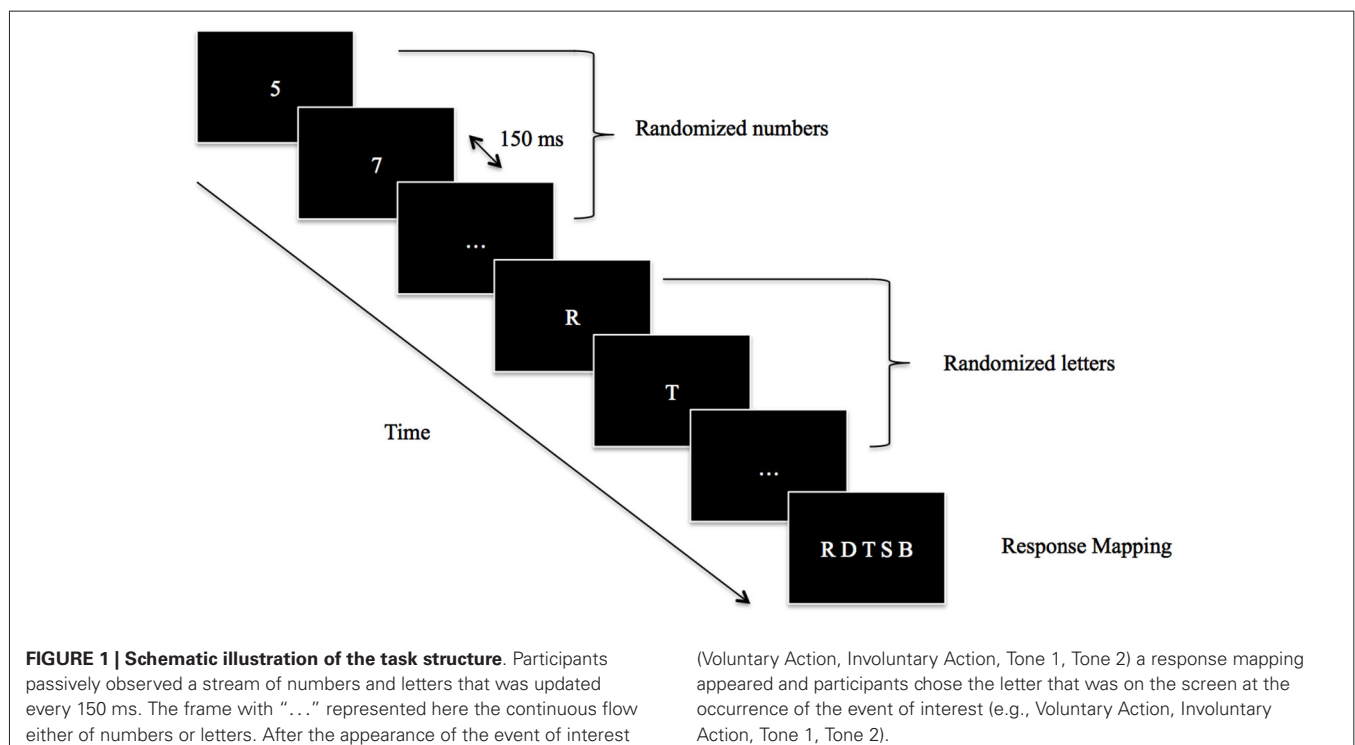 5
Randomized numbers
150 ms
7
...
R
Randomized letters
T
Time
...
R D T S B
Response Mapping
FIGURE 1 | Schematic illustration of the task structure. Participants
passively observed a stream of numbers and letters that was updated
every 150 ms. The frame with “...” represented here the continuous flow
either of numbers or letters. After the appearance of the event of interest
(Voluntary Action, Involuntary Action, Tone 1, Tone 2) a response mapping
appeared and participants chose the letter that was on the screen at the
occurrence of the event of interest (e.g., Voluntary Action, Involuntary
Action, Tone 1, Tone 2).